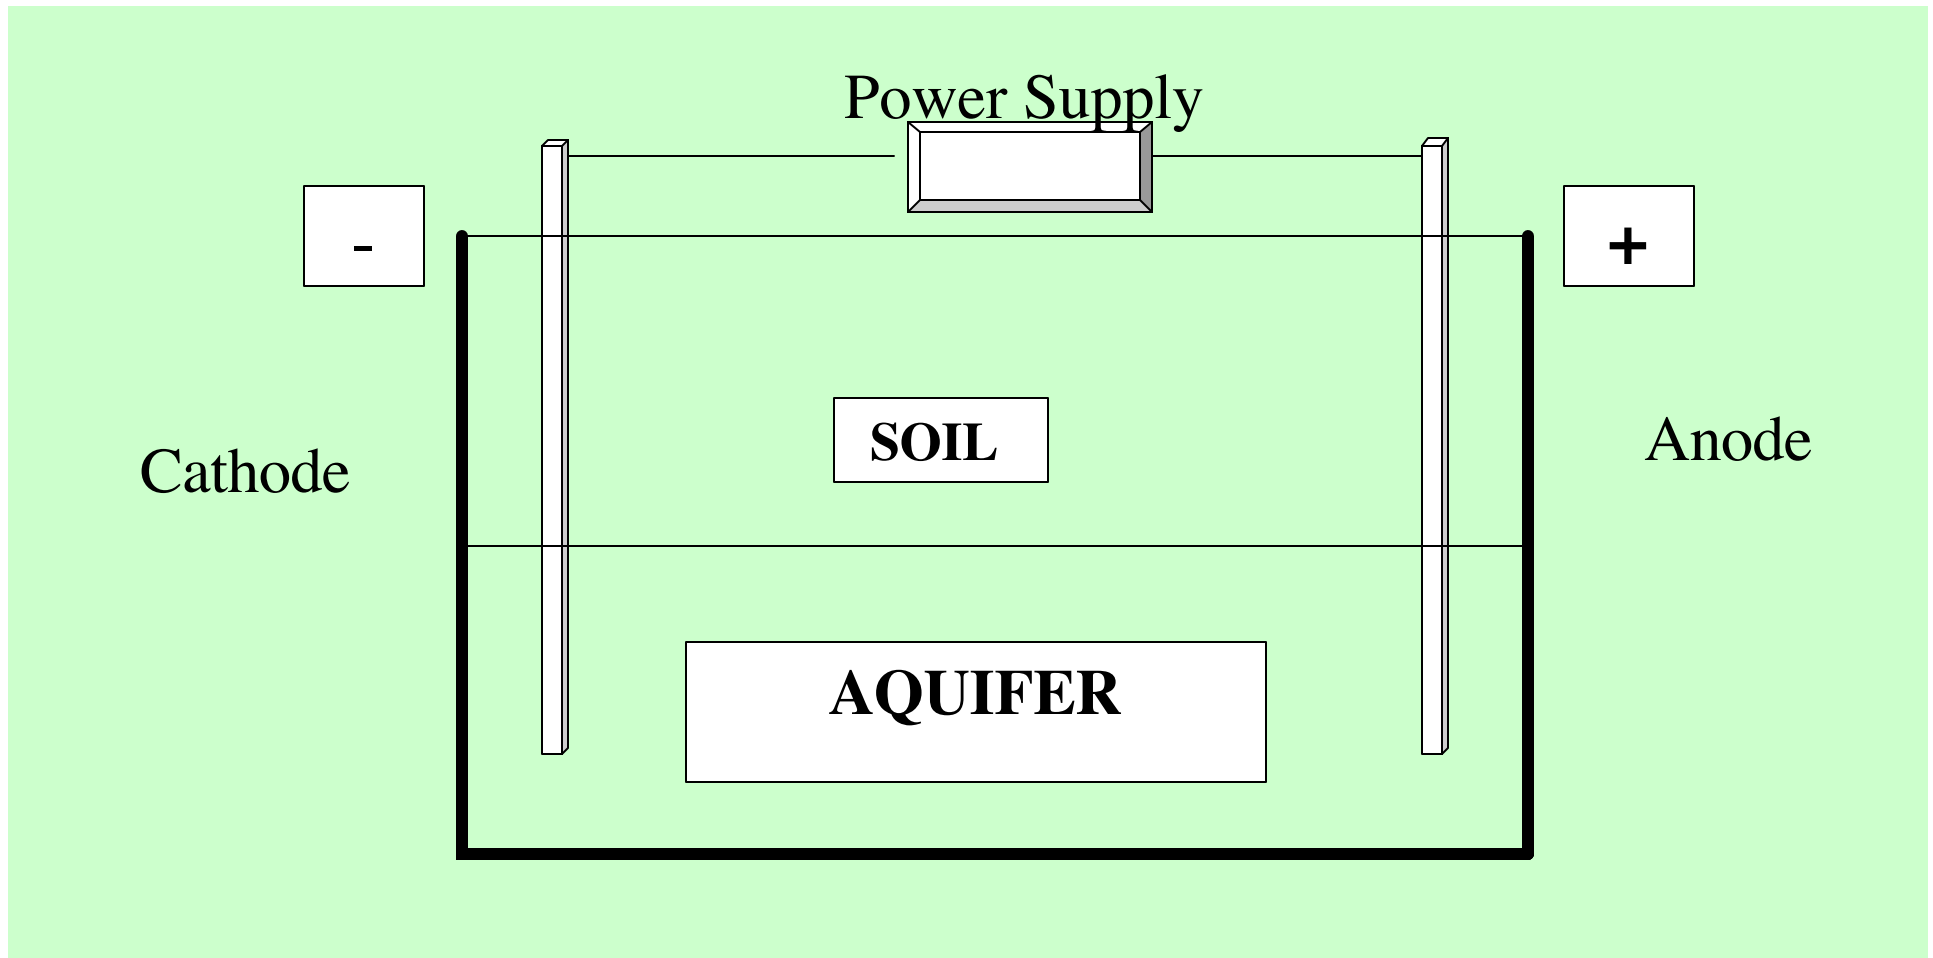 Power Supply
-
+
SOIL
Anode
Cathode
AQUIFER